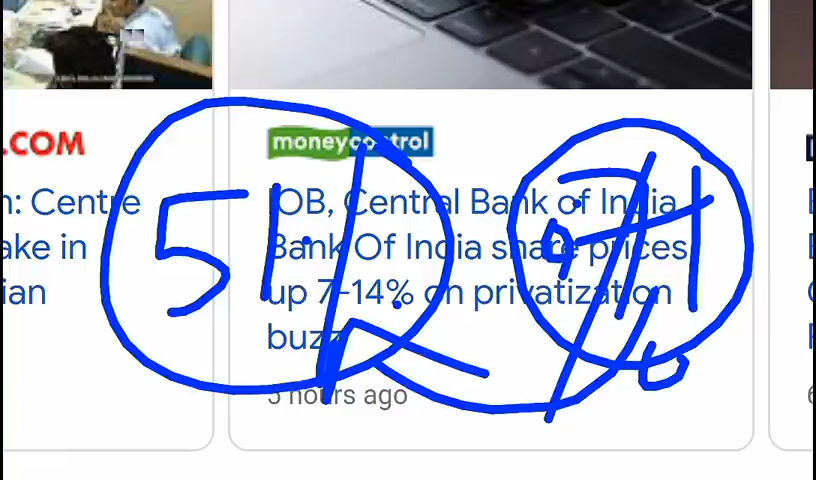 .COM
n: Centre
ake in
ian
moneycontrol
IOB, Central Bank of India
Bank Of India share prices
up 7-14% on privatization
buzz
5 hours ago
51%